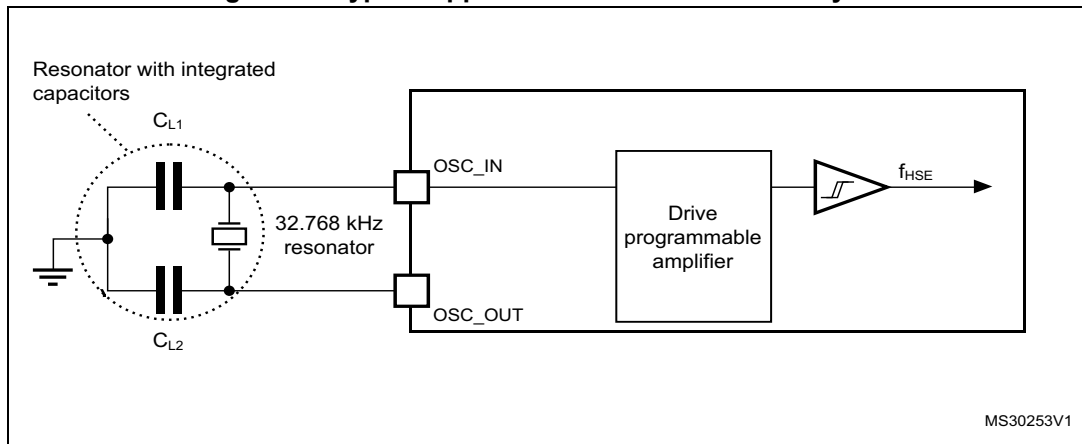 Resonator with integrated
capacitors
CL1
OSC_IN
fHSE
32.768 kHz
resonator
Drive
programmable
amplifier
OSC_OUT
CL2
MS30253V1